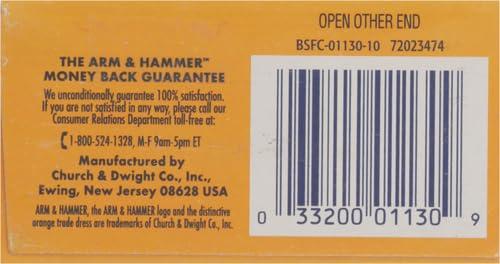 OPEN OTHER END
BSFC-01130-10 72023474
THE ARM & HAMMER™
MONEY BACK GUARANTEE
We unconditionally guarantee 100% satisfaction.
If you are not satisfied in any way, please call our
Consumer Relations Department toll-free at:
1-800-524-1328, M-F 9am-5pm ET
Manufactured by
Church & Dwight Co., Inc.,
Ewing, New Jersey 08628 USA
ARM & HAMMER, the ARM & HAMMER logo and the distinctive
orange trade dress are trademarks of Church & Dwight Co., Inc.
0 33200 01130 9